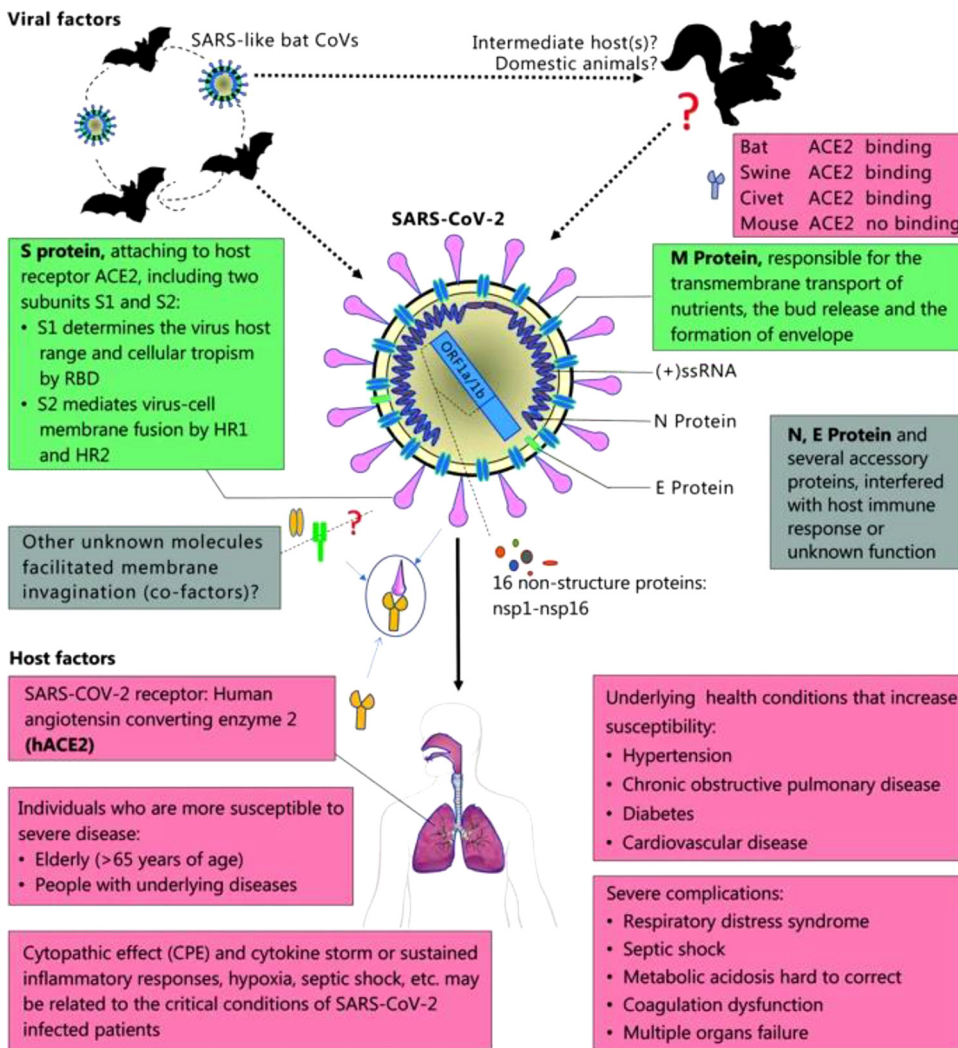 Viral factors
SARS-like bat CoVs
Intermediate host(s)?
Domestic animals?
?
Bat ACE2 binding
Swine ACE2 binding
Civet ACE2 binding
Mouse ACE2 no binding
SARS-CoV-2
S protein, attaching to host
receptor ACE2, including two
subunits S1 and S2:
• S1 determines the virus host
range and cellular tropism
by RBD
• S2 mediates virus-cell
membrane fusion by HR1
and HR2
M Protein, responsible for the
transmembrane transport of
nutrients, the bud release and the
formation of envelope
ORF1a/1b
(+)ssRNA
N Protein
E Protein
N, E Protein and
several accessory
proteins, interfered
with host immune
response or
unknown function
?
Other unknown molecules
facilitated membrane
invagination (co-factors)?
16 non-structure proteins:
nsp1-nsp16
Host factors
SARS-COV-2 receptor: Human
angiotensin converting enzyme 2
(hACE2)
Individuals who are more susceptible to
severe disease:
• Elderly (>65 years of age)
• People with underlying diseases
Cytopathic effect (CPE) and cytokine storm or sustained
inflammatory responses, hypoxia, septic shock, etc. may
be related to the critical conditions of SARS-CoV-2
infected patients
Underlying health conditions that increase
susceptibility:
• Hypertension
• Chronic obstructive pulmonary disease
• Diabetes
• Cardiovascular disease
Severe complications:
• Respiratory distress syndrome
• Septic shock
• Metabolic acidosis hard to correct
• Coagulation dysfunction
• Multiple organs failure